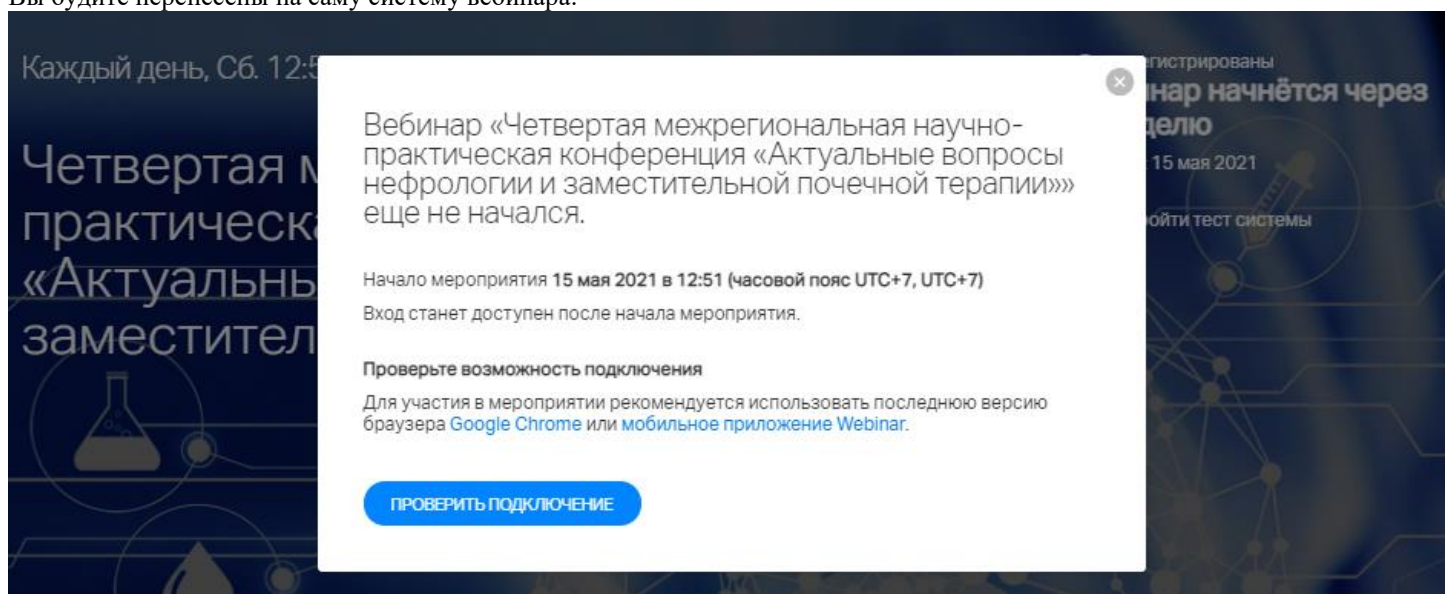 Вы будите перенесены на саму систему вебинара.
Каждый день, Сб. 12:5
Четвертая м
практическа
«Актуальны
заместител
Вебинар «Четвертая межрегиональная научно-
практическая конференция «Актуальные вопросы
нефрологии и заместительной почечной терапии»»
еще не начался.
Начало мероприятия 15 мая 2021 в 12:51 (часовой пояс UTC+7, UTC+7)
Вход станет доступен после начала мероприятия.
Проверьте возможность подключения
Для участия в мероприятии рекомендуется использовать последнюю версию
браузера Google Chrome или мобильное приложение Webinar.
ПРОВЕРИТЬ ПОДКЛЮЧЕНИЕ
гистрированы
инар начнётся через
делю
15 мая 2021
ойти тест системы